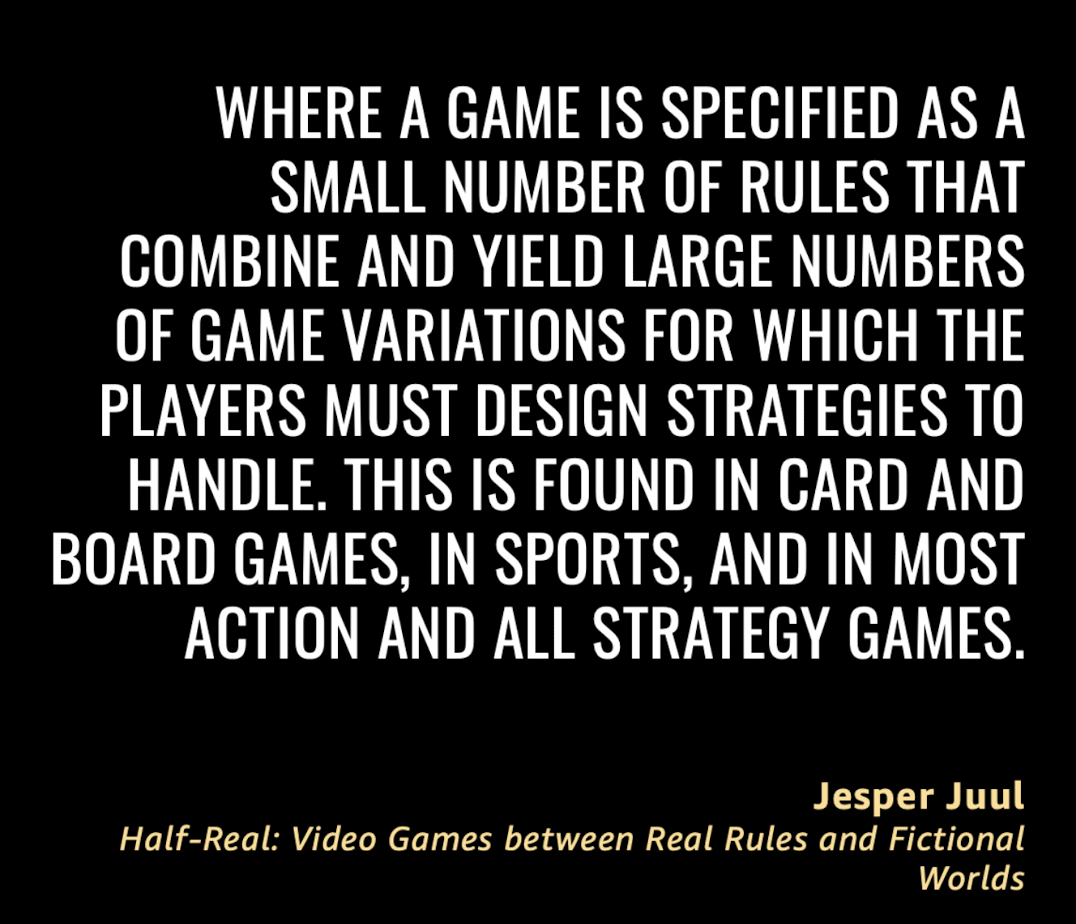 WHERE A GAME IS SPECIFIED AS A
SMALL NUMBER OF RULES THAT
COMBINE AND YIELD LARGE NUMBERS
OF GAME VARIATIONS FOR WHICH THE
PLAYERS MUST DESIGN STRATEGIES TO
HANDLE. THIS IS FOUND IN CARD AND
BOARD GAMES, IN SPORTS, AND IN MOST
ACTION AND ALL STRATEGY GAMES.
Jesper Juul
Half-Real: Video Games between Real Rules and Fictional
Worlds